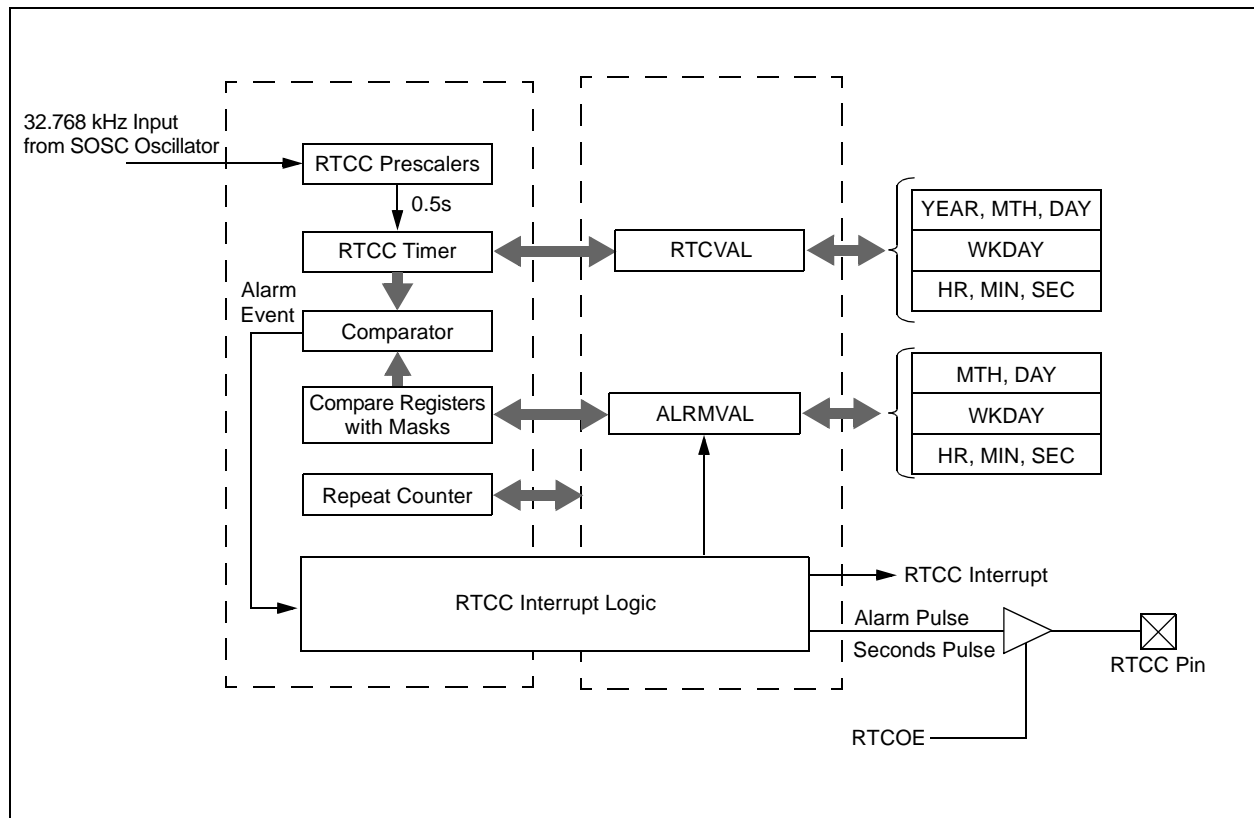 32.768 kHz Input
from SOSC Oscillator
RTCC Prescalers
0.5s
RTCC Timer
RTCVAL
YEAR, MTH, DAY
WKDAY
HR, MIN, SEC
Alarm
Event
Comparator
Compare Registers
with Masks
ALRMVAL
MTH, DAY
WKDAY
HR, MIN, SEC
Repeat Counter
RTCC Interrupt Logic
RTCC Interrupt
Alarm Pulse
Seconds Pulse
RTCC Pin
RTCOE